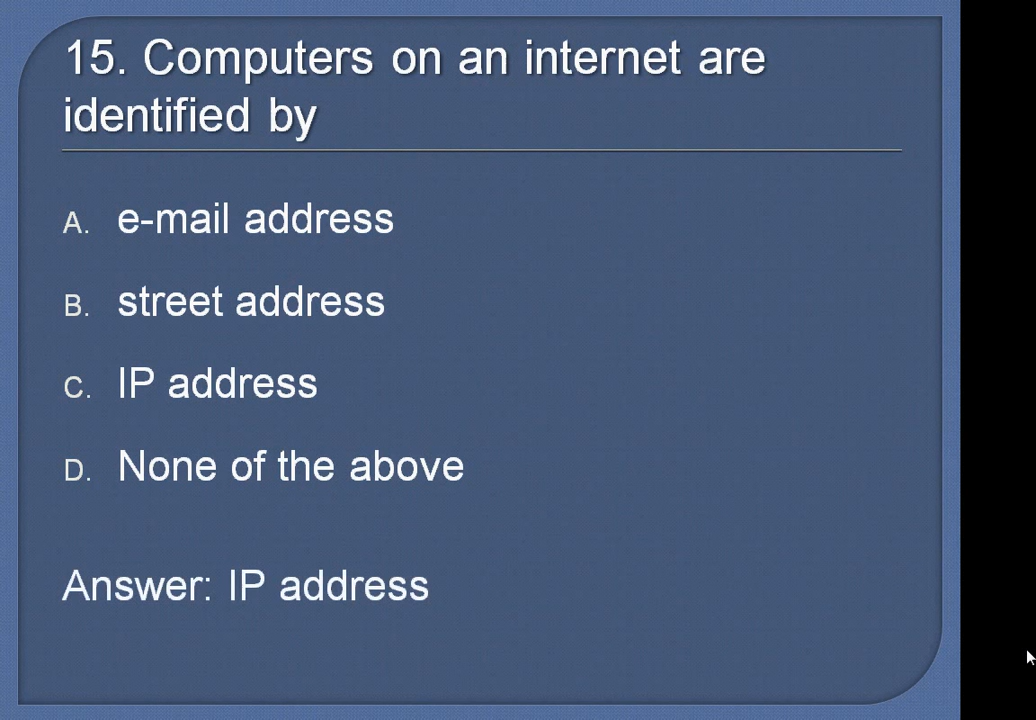 15. Computers on an internet are
identified by
A. e-mail address
B. street address
C. IP address
D. None of the above
Answer: IP address